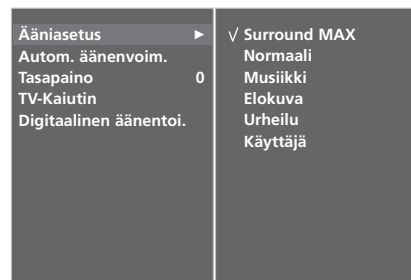 Ääniasetus ►
Autom. äänenvoim.
Tasapaino 0
TV-Kaiutin
Digitaalinen äänentoi.
√ Surround MAX
Normaali
Musiikki
Elokuva
Urheilu
Käyttäjä